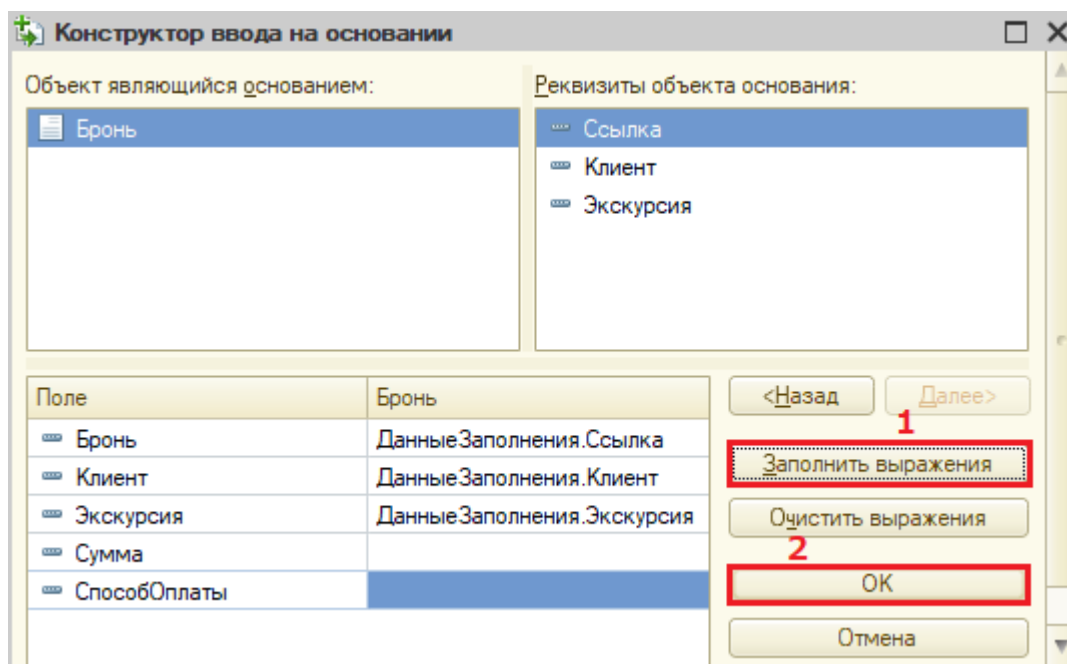 Конструктор ввода на основании
Объект являющийся основанием:
Реквизиты объекта основания:
Бронь
Ссылка
Клиент
Экскурсия
Поле
Бронь
Бронь
ДанныеЗаполнения.Ссылка
Клиент
ДанныеЗаполнения.Клиент
Экскурсия
ДанныеЗаполнения.Экскурсия
Сумма
СпособОплаты
<Назад
Далее>
1
Заполнить выражения
Очистить выражения
2
OK
Отмена